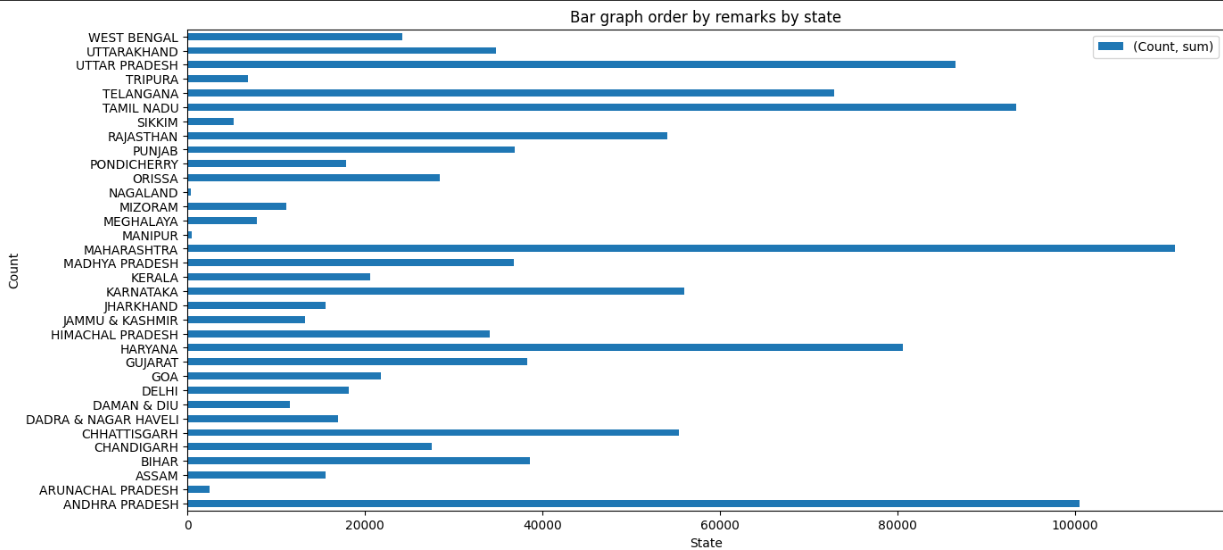 Bar graph order by remarks by state
(Count, sum)
WEST BENGAL
UTTARAKHAND
UTTAR PRADESH
TRIPURA
TELANGANA
TAMIL NADU
SIKKIM
RAJASTHAN
PUNJAB
PONDICHERRY
ORISSA
NAGALAND
MIZORAM
MEGHALAYA
MANIPUR
MAHARASHTRA
MADHYA PRADESH
KERALA
KARNATAKA
JHARKHAND
JAMMU & KASHMIR
HIMACHAL PRADESH
HARYANA
GUJARAT
GOA
DELHI
DAMAN & DIU
DADRA & NAGAR HAVELI
CHHATTISGARH
CHANDIGARH
BIHAR
ASSAM
ARUNACHAL PRADESH
ANDHRA PRADESH
Count
0 20000 40000 60000 80000 100000
State